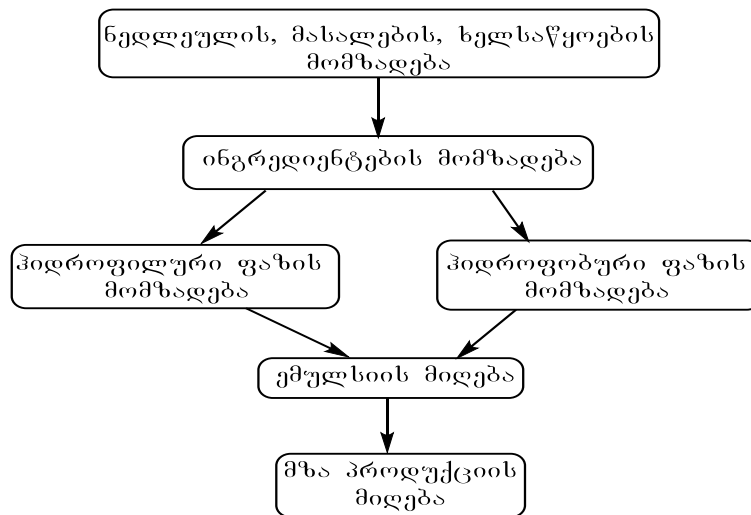 ნედლეულის, მასალების, ხელსაწყოების
მომზადება
ინგრედიენტების მომზადება
ჰიდროფილური ფაზის
მომზადება
ჰიდროფობური ფაზის
მომზადება
ემულსიის მიღება
მზა პროდუქციის
მიღება